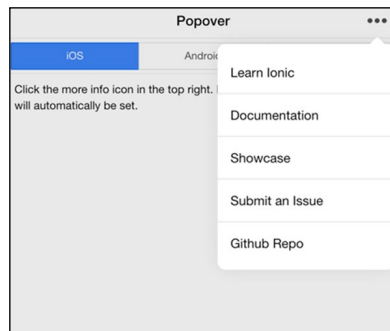 Popover
iOS
Android
Learn Ionic
Click the more info icon in the top right.
will automatically be set.
Documentation
Showcase
Submit an Issue
Github Repo